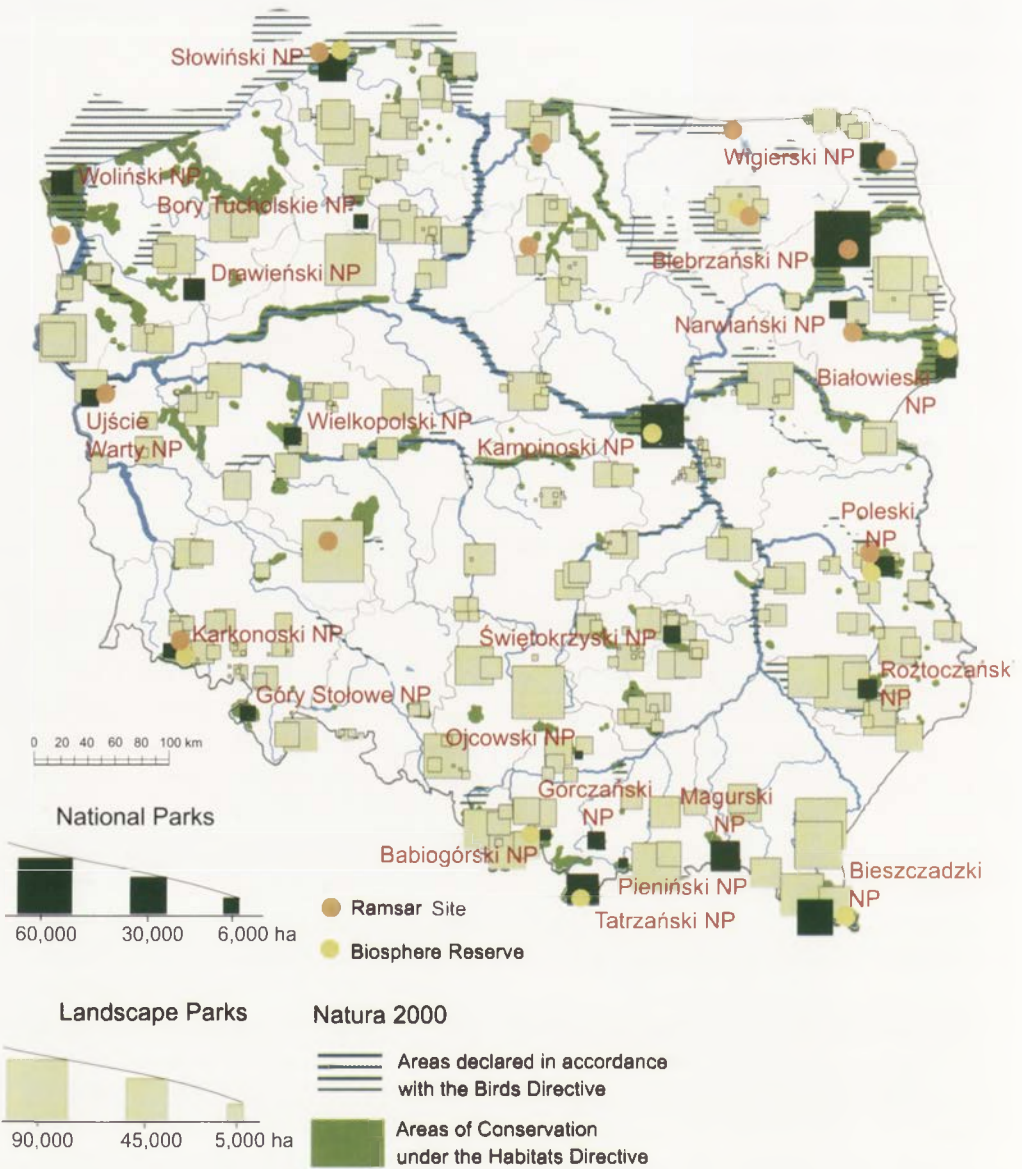 Słowiński NP
Wigierski NP
Woliński NP
Bory Tucholskie NP
Biebrzański NP
Drawieński NP
Narwiański NP
Białowieski
NP
Ujście
Warty NP
Wielkopolski NP
Kampinoski NP
Poleski
NP
Karkonoski NP
Świętokrzyski NP
Roztoczańsk
NP
Góry Stołowe NP
Ojcowski NP
0 20 40 60 80 100 km
Gorczański
NP
Magurski
NP
Babiogórski NP
Pieniński NP
Bieszczadzki
NP
Tatrzański NP
National Parks
60,000 30,000 6,000 ha
Ramsar Site
Biosphere Reserve
Landscape Parks
90,000 45,000 5,000 ha
Natura 2000
Areas declared in accordance
with the Birds Directive
Areas of Conservation
under the Habitats Directive